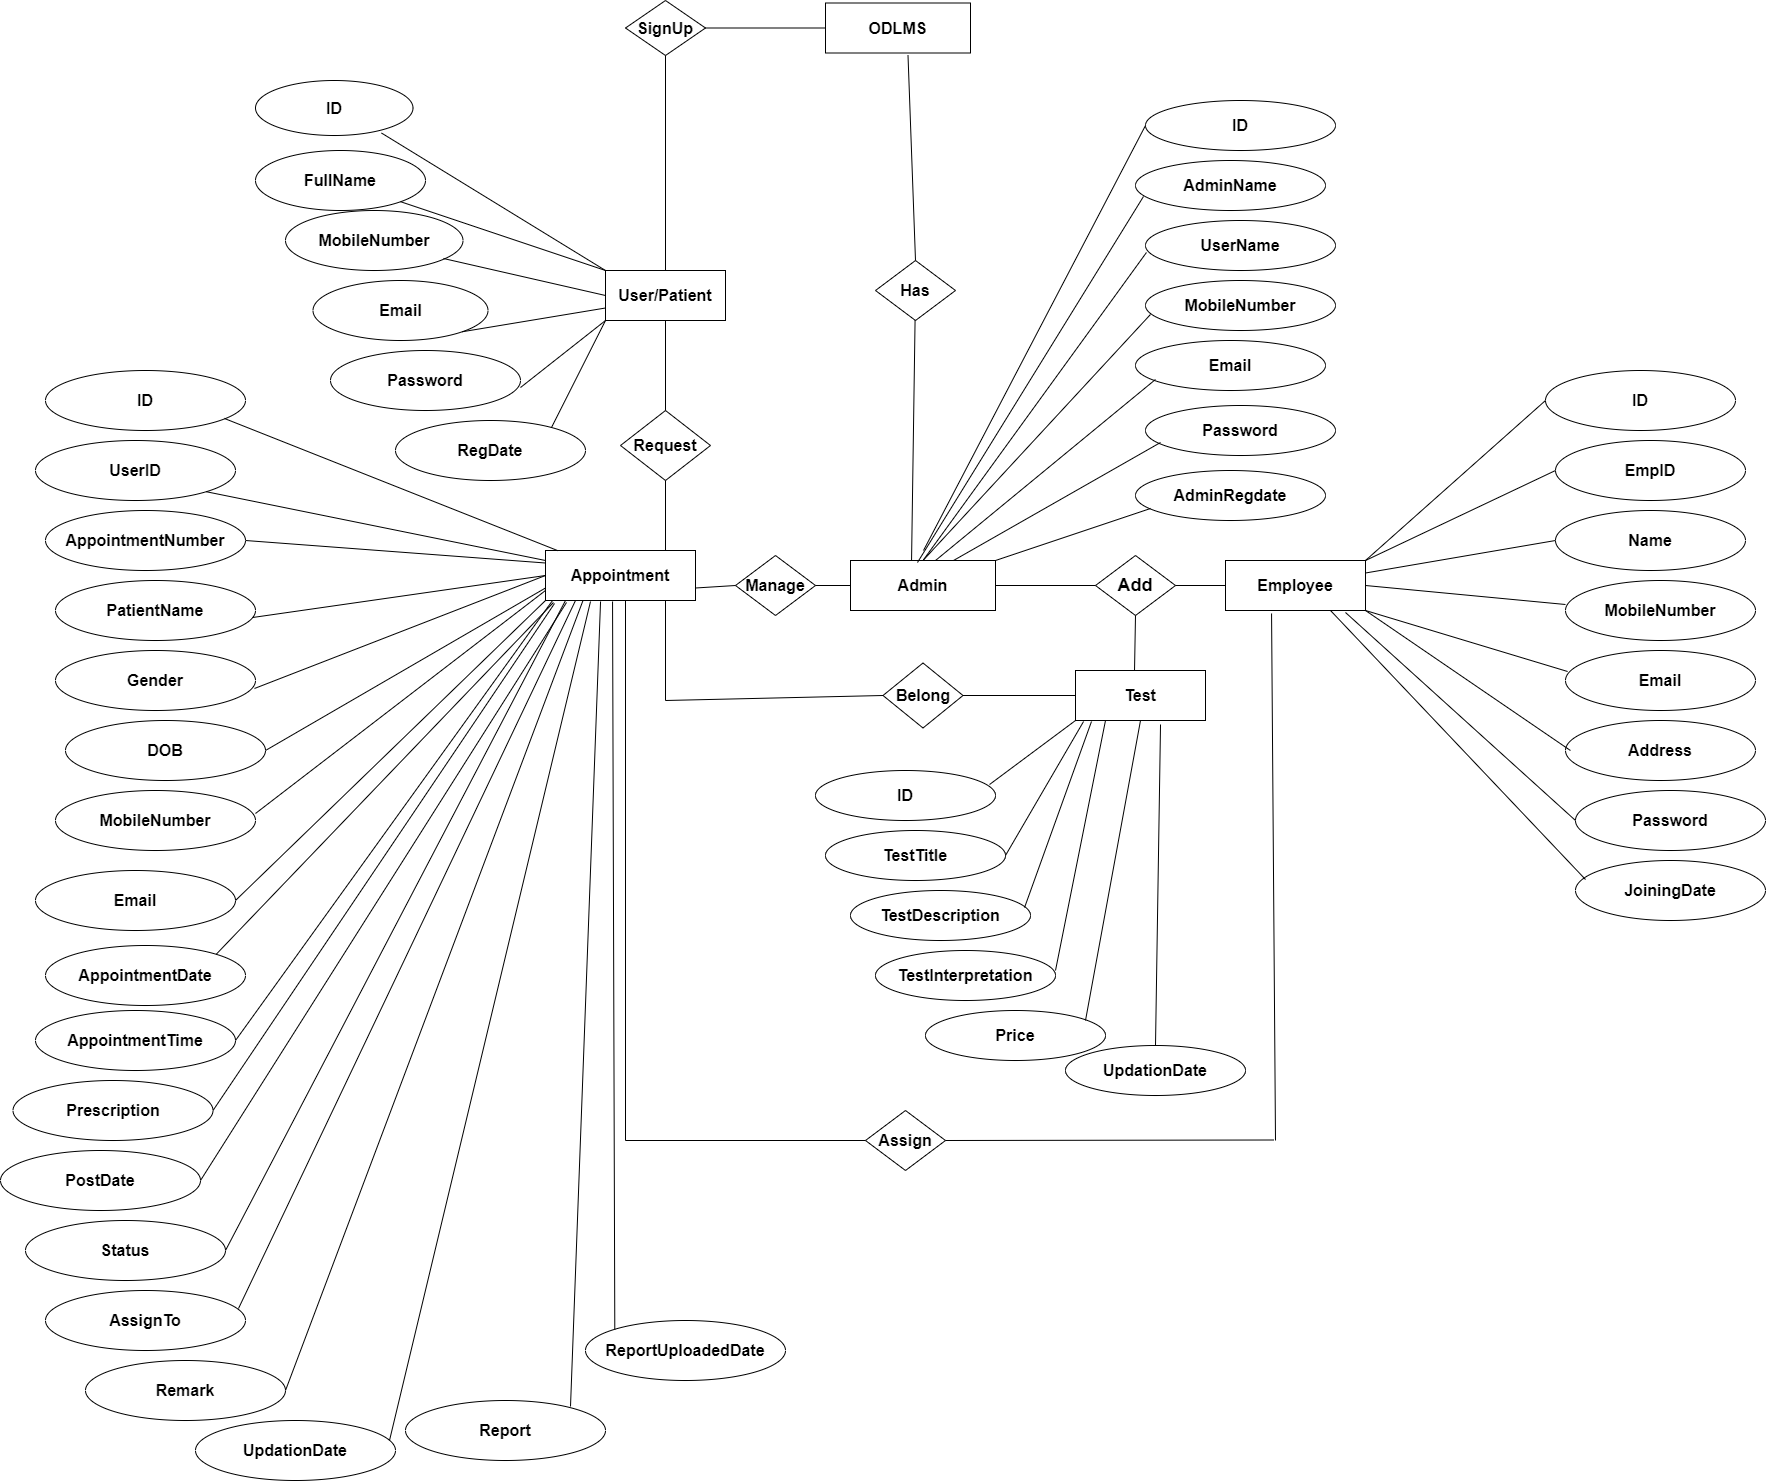 SignUp
ODLMS
ID
FullName
MobileNumber
Email
Password
RegDate
User/Patient
Request
Has
ID
AdminName
UserName
MobileNumber
Email
Password
AdminRegdate
ID
UserID
AppointmentNumber
PatientName
Gender
DOB
MobileNumber
Email
AppointmentDate
AppointmentTime
Prescription
PostDate
Status
AssignTo
Remark
UpdationDate
Report
ReportUploadedDate
Appointment
Manage
Admin
Add
Employee
Belong
Test
ID
TestTitle
TestDescription
TestInterpretation
Price
UpdationDate
Assign
ID
EmpID
Name
MobileNumber
Email
Address
Password
JoiningDate